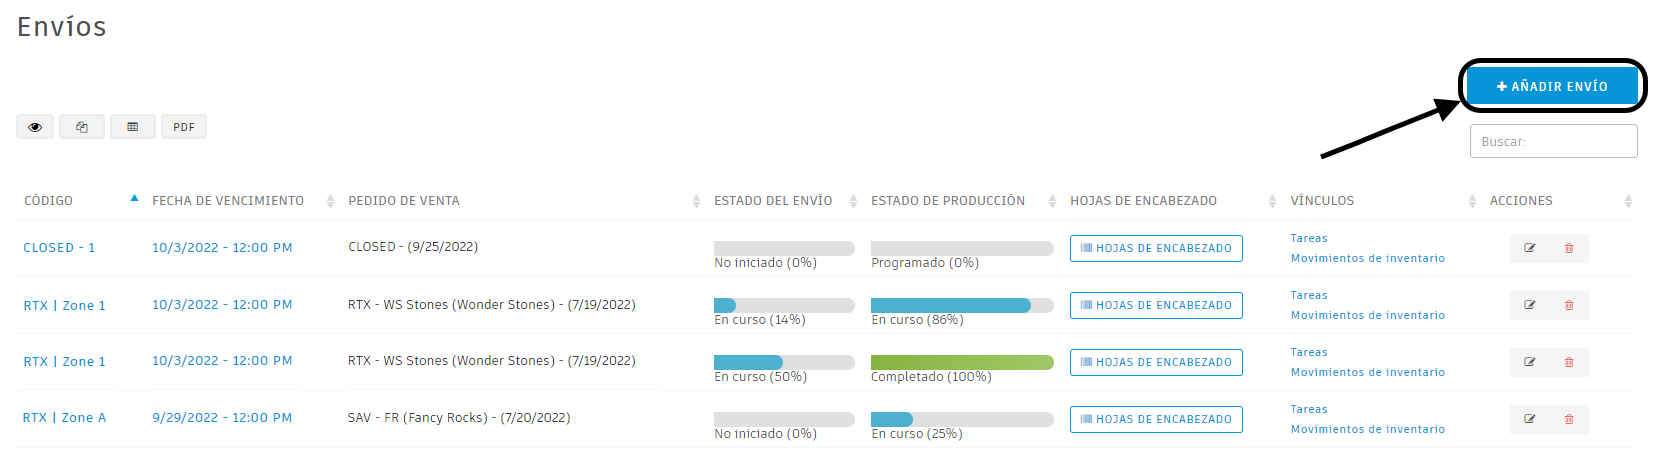 Envíos
AÑADIR ENVÍO
PDF
Buscar:
CÓDIGO FECHA DE VENCIMIENTO PEDIDO DE VENTA ESTADO DEL ENVÍO ESTADO DE PRODUCCIÓN HOJAS DE ENCABEZADO VÍNCULOS ACCIONES
CLOSED - 1 10/3/2022 - 12:00 PM CLOSED - (9/25/2022) No iniciado (0%) Programado (0%) HOJAS DE ENCABEZADO Tareas
Movimientos de inventario
RTX | Zone 1 10/3/2022 - 12:00 PM RTX - WS Stones (Wonder Stones) - (7/19/2022) En curso (14%) En curso (86%) HOJAS DE ENCABEZADO Tareas
Movimientos de inventario
RTX | Zone 1 10/3/2022 - 12:00 PM RTX - WS Stones (Wonder Stones) - (7/19/2022) En curso (50%) Completado (100%) HOJAS DE ENCABEZADO Tareas
Movimientos de inventario
RTX | Zone A 9/29/2022 - 12:00 PM SAV - FR (Fancy Rocks) - (7/20/2022) No iniciado (0%) En curso (25%) HOJAS DE ENCABEZADO Tareas
Movimientos de inventario